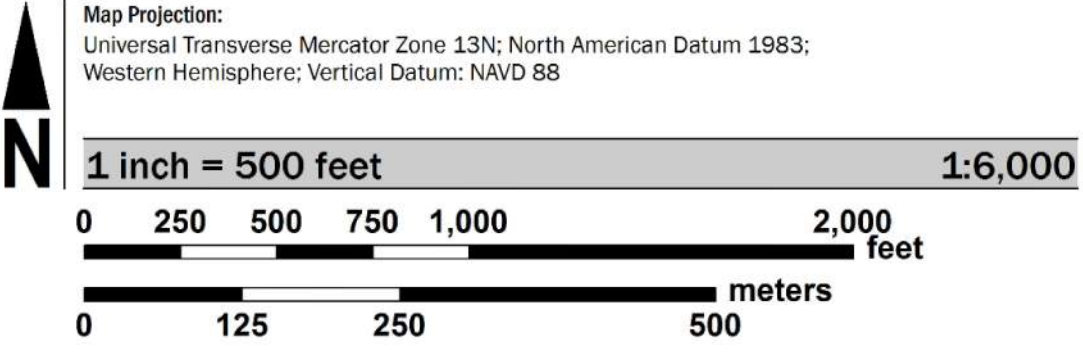 Map Projection:
Universal Transverse Mercator Zone 13N; North American Datum 1983;
Western Hemisphere; Vertical Datum: NAVD 88
N
1 inch = 500 feet 1:6,000
0 250 500 750 1,000 2,000
feet
meters
0 125 250 500